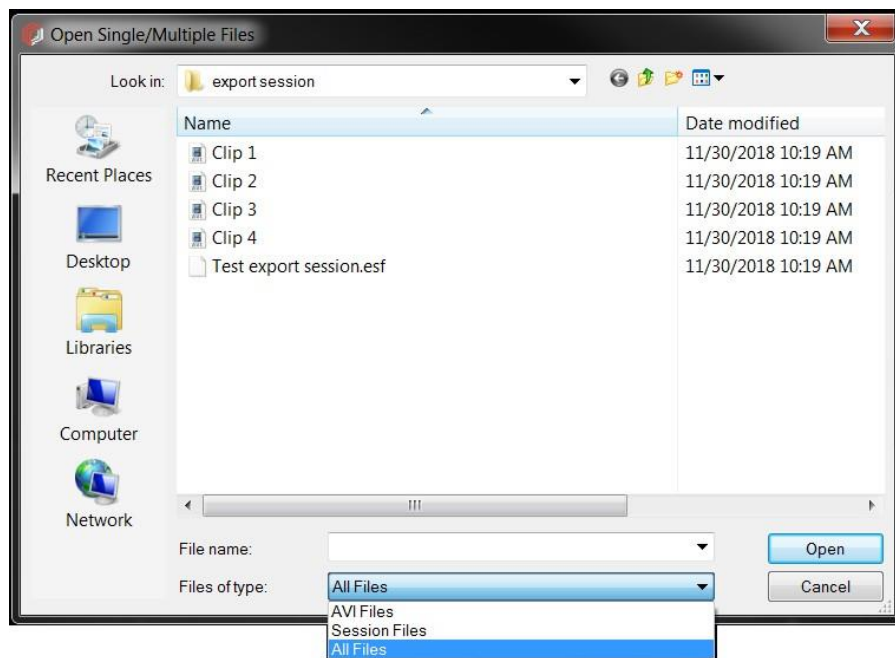 Open Single/Multiple Files
X
Look in: export session
Name Date modified
Clip 1 11/30/2018 10:19 AM
Clip 2 11/30/2018 10:19 AM
Clip 3 11/30/2018 10:19 AM
Clip 4 11/30/2018 10:19 AM
Test export session.esf 11/30/2018 10:19 AM
Recent Places
Desktop
Libraries
Computer
Network
File name: Open
Files of type: All Files Cancel
AVI Files
Session Files
All Files